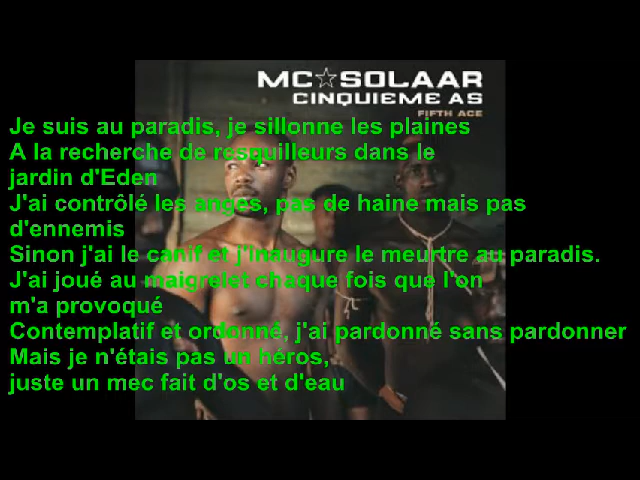 MC☆SOLAAR
CINQUIEME AS
FIFTH ACE
Je suis au paradis, je sillonne les plaines
A la recherche de resquilleurs dans le
jardin d'Eden
J'ai contrôlé les anges, pas de haine mais pas
d'ennemis
Sinon j'ai le canif et j'inaugure le meurtre au paradis.
J'ai joué au maigrelet chaque fois que l'on
m'a provoqué
Contemplatif et ordonné, j'ai pardonné sans pardonner
Mais je n'étais pas un héros,
juste un mec fait d'os et d'eau